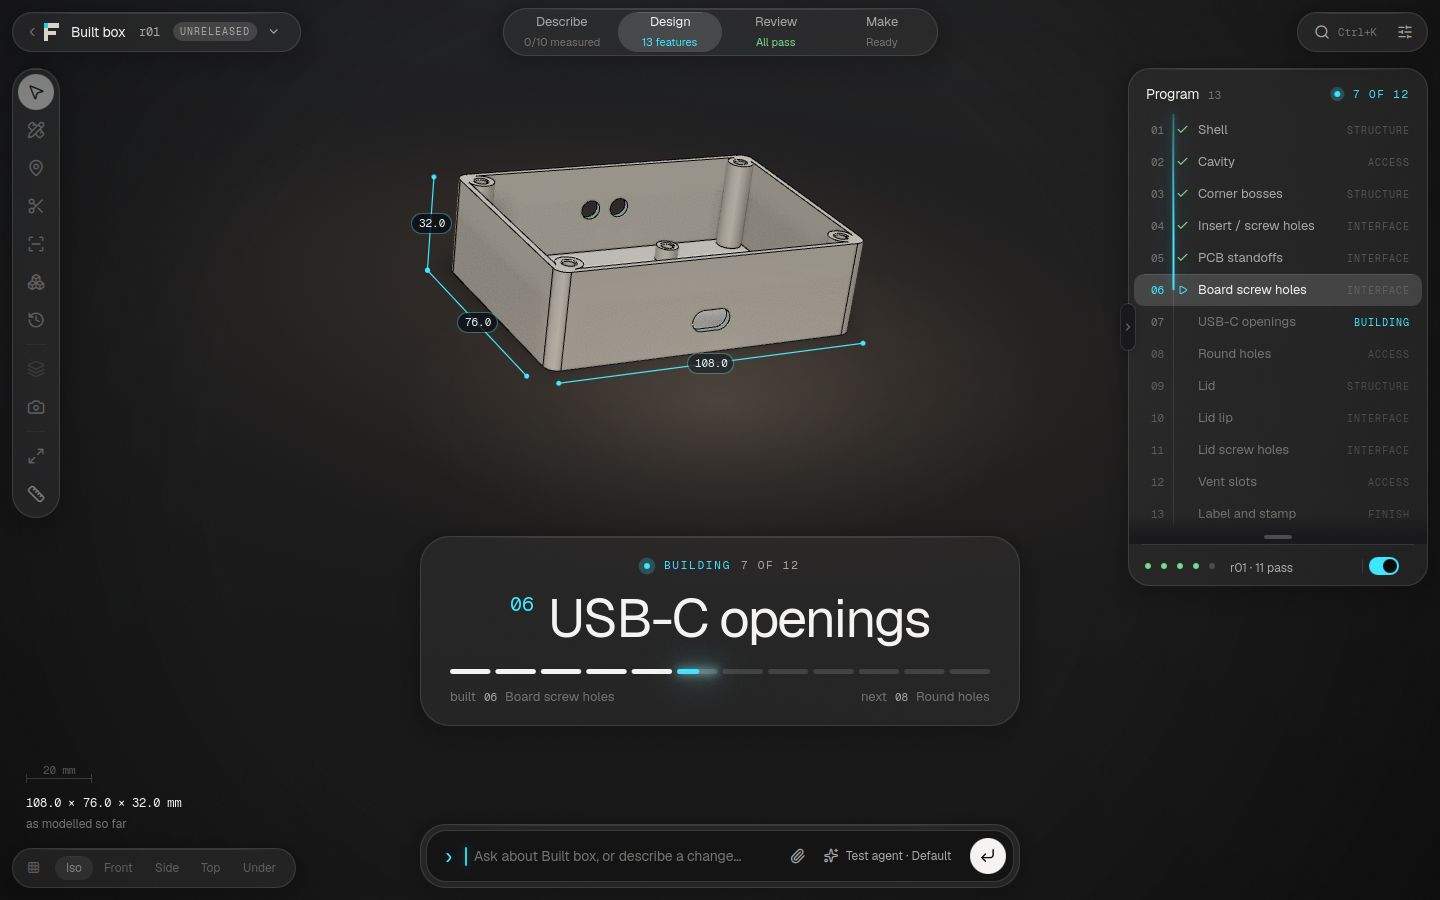 Built box r01 UNRELEASED
Describe
0/10 measured
Design
13 features
Review
All pass
Make
Ready
Ctrl+K
Program 13
7 OF 12
01 Shell STRUCTURE
02 Cavity ACCESS
03 Corner bosses STRUCTURE
04 Insert / screw holes INTERFACE
05 PCB standoffs INTERFACE
06 Board screw holes INTERFACE
07 USB-C openings BUILDING
08 Round holes ACCESS
09 Lid STRUCTURE
10 Lid lip INTERFACE
11 Lid screw holes INTERFACE
12 Vent slots ACCESS
13 Label and stamp FINISH
r01 · 11 pass
32.0
76.0
108.0
BUILDING 7 OF 12
06 USB-C openings
built 06 Board screw holes
next 08 Round holes
20 mm
108.0 × 76.0 × 32.0 mm
as modelled so far
Iso Front Side Top Under
Ask about Built box, or describe a change…
Test agent · Default